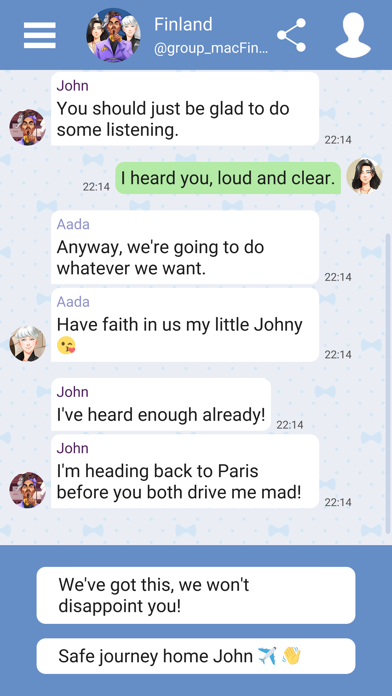 Finland
@group_macFin...
John
You should just be glad to do
some listening.
22:14
I heard you, loud and clear.
22:14
Aada
Anyway, we're going to do
whatever we want.
22:14
Aada
Have faith in us my little Johny
😘
22:14
John
I've heard enough already!
22:14
John
I'm heading back to Paris
before you both drive me mad!
22:14
We've got this, we won't
disappoint you!
Safe journey home John ✈️ 👋